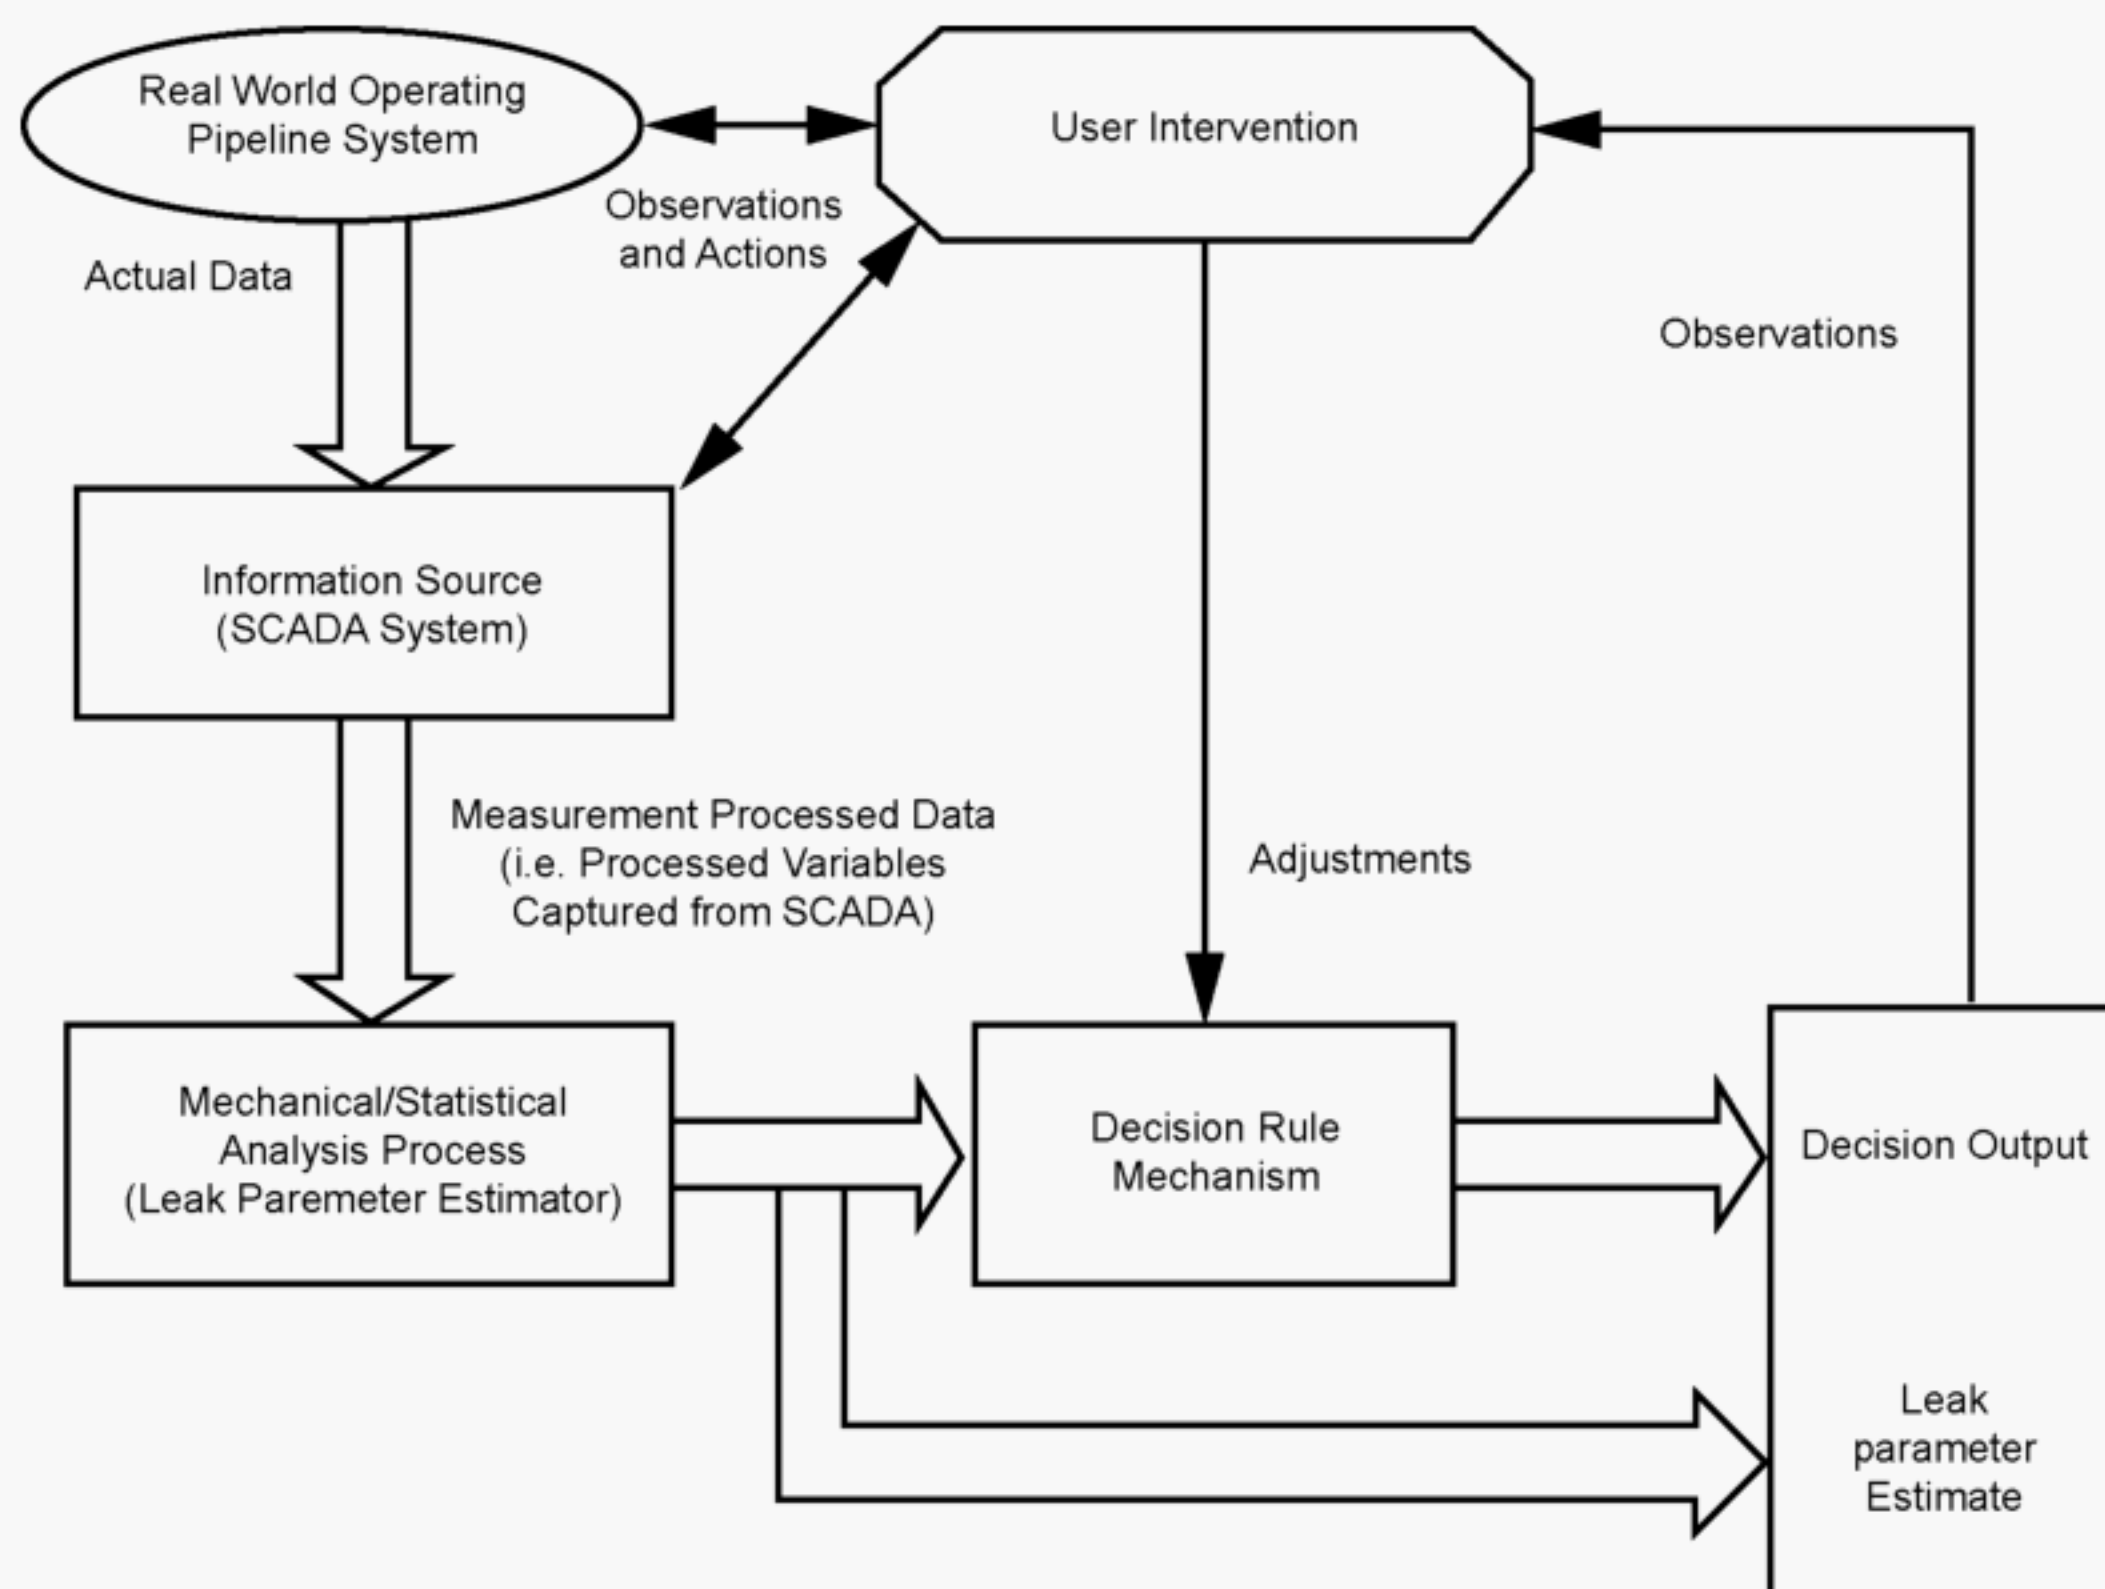 Real World Operating
Pipeline System
User Intervention
Observations
and Actions
Actual Data
Observations
Information Source
(SCADA System)
Measurement Processed Data
(i.e. Processed Variables
Captured from SCADA)
Adjustments
Mechanical/Statistical
Analysis Process
(Leak Paremeter Estimator)
Decision Rule
Mechanism
Decision Output
Leak
parameter
Estimate